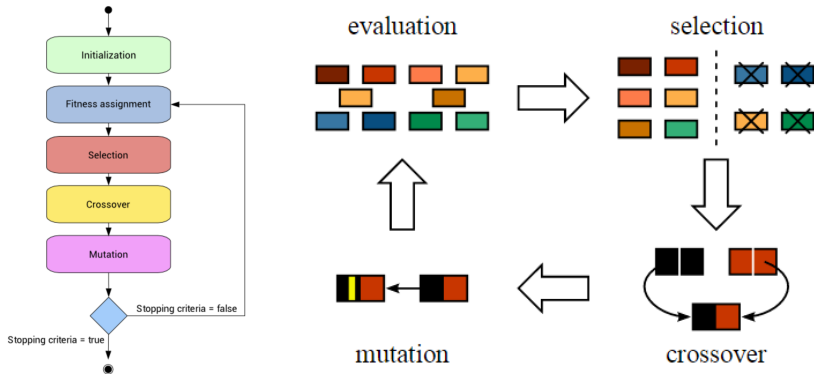 Initialization
Fitness assignment
Selection
Crossover
Mutation
Stopping criteria = false
Stopping criteria = true
evaluation
selection
mutation
crossover